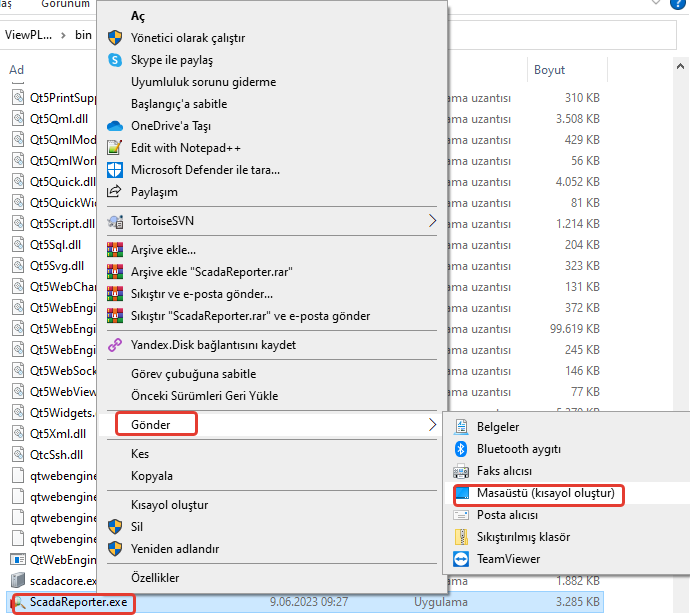 Görünüm
ViewPL... > bin
Ad
Boyut
Qt5PrintSupp
ama uzantısı 310 KB
Qt5Qml.dll
ama uzantısı 3.508 KB
Qt5QmlMod
ama uzantısı 429 KB
Qt5QmlWork
ama uzantısı 56 KB
Qt5Quick.dll
ama uzantısı 4.052 KB
Qt5QuickWid
ama uzantısı 81 KB
Qt5Script.dll
ama uzantısı 1.214 KB
Qt5Sql.dll
ama uzantısı 204 KB
Qt5Svg.dll
ama uzantısı 323 KB
Qt5WebChan
ama uzantısı 131 KB
Qt5WebEngin
ama uzantısı 372 KB
Qt5WebEngin
ama uzantısı 99.619 KB
Qt5WebEngin
ama uzantısı 245 KB
Qt5WebSock
ama uzantısı 146 KB
Qt5WebView
ama uzantısı 77 KB
Qt5Widgets.
Qt5Xml.dll
QtcSsh.dll
qtwebengine
qtwebengine
qtwebengine
qtwebengine
QtWebEngin
scadacore.ex
ama uzantısı 1.882 KB
ScadaReporter.exe 9.06.2023 09:27 Uygulama 3.285 KB
Aç
Yönetici olarak çalıştır
Skype ile paylaş
Uyumluluk sorunu giderme
Başlangıç'a sabitle
OneDrive'a Taşı
Edit with Notepad++
Microsoft Defender ile tara...
Paylaşım
TortoiseSVN
Arşive ekle...
Arşive ekle "ScadaReporter.rar"
Sıkıştır ve e-posta gönder...
Sıkıştır "ScadaReporter.rar" ve e-posta gönder
Yandex.Disk bağlantısını kaydet
Görev çubuğuna sabitle
Önceki Sürümleri Geri Yükle
Gönder
Kes
Kopyala
Kısayol oluştur
Sil
Yeniden adlandır
Özellikler
Belgeler
Bluetooth aygıtı
Faks alıcısı
Masaüstü (kısayol oluştur)
Posta alıcısı
Sıkıştırılmış klasör
TeamViewer